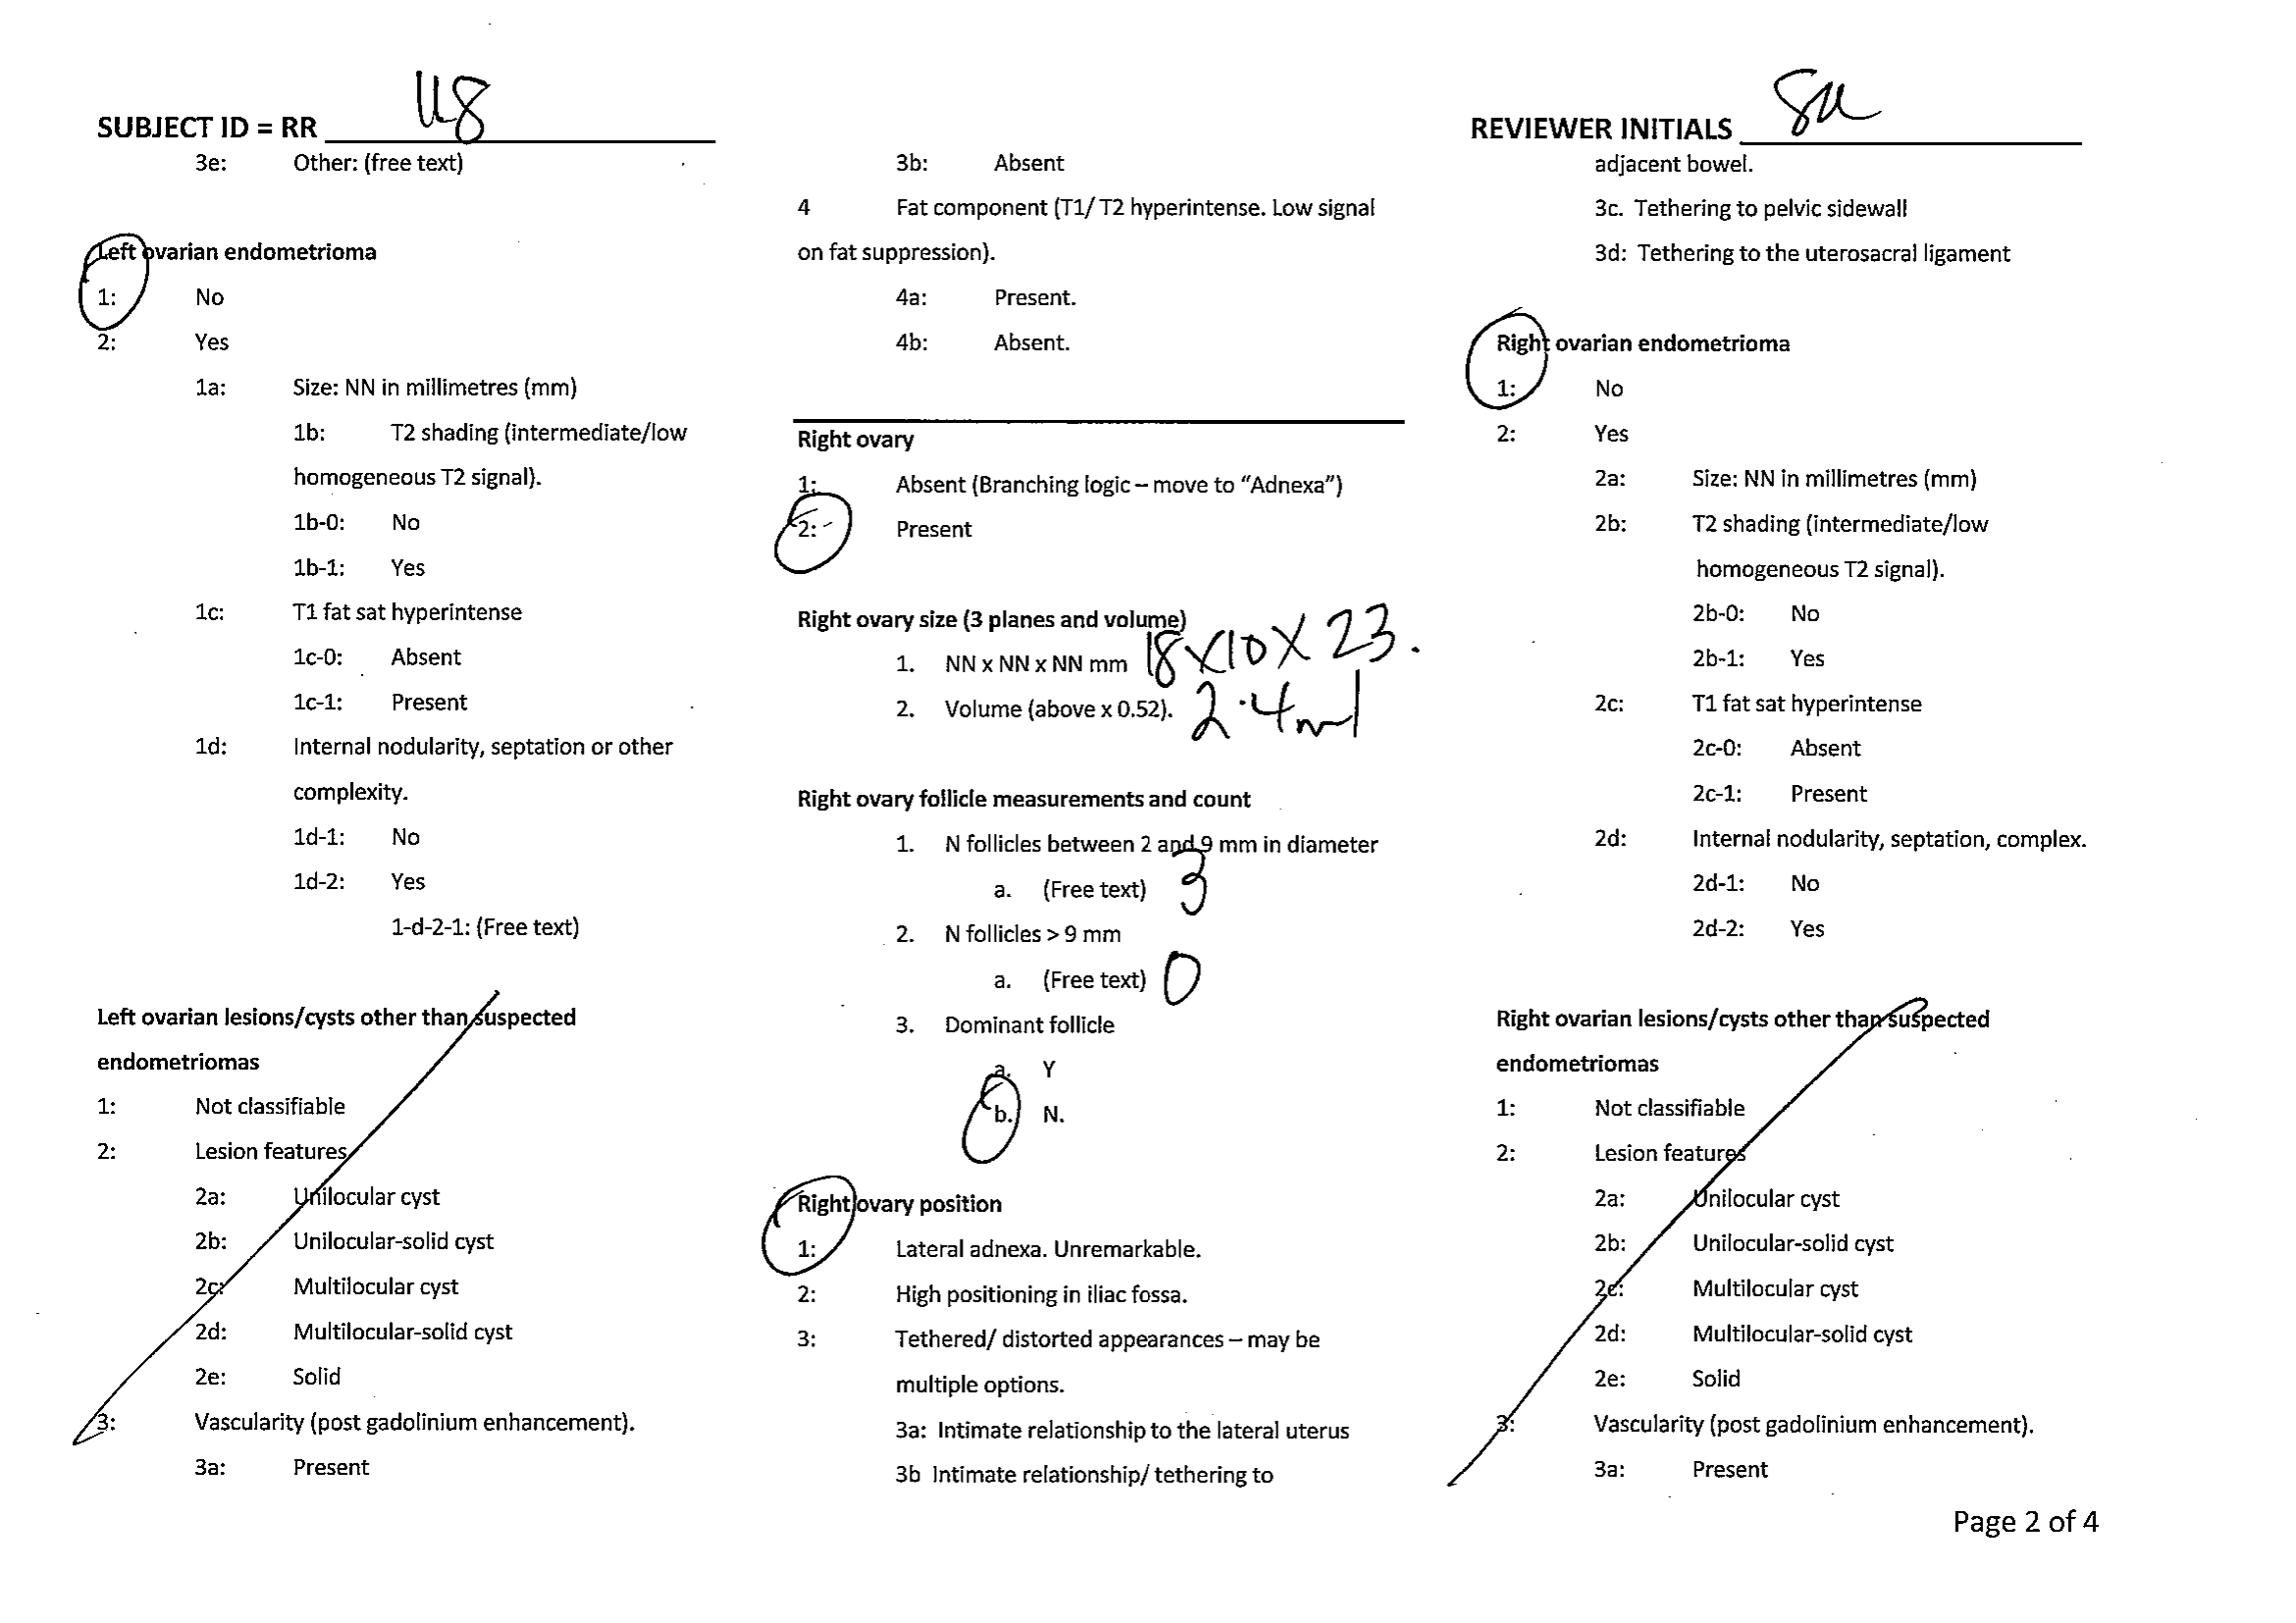 SUBJECT ID = RR 118
3e: Other: (free text)
Left ovarian endometrioma
1: No
2: Yes
1a: Size: NN in millimetres (mm)
1b: T2 shading (intermediate/low
homogeneous T2 signal).
1b-0: No
1b-1: Yes
1c: T1 fat sat hyperintense
1c-0: Absent
1c-1: Present
1d: Internal nodularity, septation or other
complexity.
1d-1: No
1d-2: Yes
1-d-2-1: (Free text)
Left ovarian lesions/cysts other than suspected
endometriomas
1: Not classifiable
2: Lesion features
2a: Unilocular cyst
2b: Unilocular-solid cyst
2c: Multilocular cyst
2d: Multilocular-solid cyst
2e: Solid
3: Vascularity (post gadolinium enhancement).
3a: Present
3b: Absent
4 Fat component (T1/ T2 hyperintense. Low signal
on fat suppression).
4a: Present.
4b: Absent.
Right ovary
1: Absent (Branching logic – move to “Adnexa”)
2: Present
Right ovary size (3 planes and volume)
1. NN x NN x NN mm 18 X 10 X 23.
2. Volume (above x 0.52). 2.4ml
Right ovary follicle measurements and count
1. N follicles between 2 and 9 mm in diameter
a. (Free text) 3
2. N follicles > 9 mm
a. (Free text) 0
3. Dominant follicle
a. Y
b. N.
Right ovary position
1: Lateral adnexa. Unremarkable.
2: High positioning in iliac fossa.
3: Tethered/ distorted appearances – may be
multiple options.
3a: Intimate relationship to the lateral uterus
3b Intimate relationship/ tethering to
REVIEWER INITIALS
adjacent bowel.
3c. Tethering to pelvic sidewall
3d: Tethering to the uterosacral ligament
Right ovarian endometrioma
1: No
2: Yes
2a: Size: NN in millimetres (mm)
2b: T2 shading (intermediate/low
homogeneous T2 signal).
2b-0: No
2b-1: Yes
2c: T1 fat sat hyperintense
2c-0: Absent
2c-1: Present
2d: Internal nodularity, septation, complex.
2d-1: No
2d-2: Yes
Right ovarian lesions/cysts other than suspected
endometriomas
1: Not classifiable
2: Lesion features
2a: Unilocular cyst
2b: Unilocular-solid cyst
2c: Multilocular cyst
2d: Multilocular-solid cyst
2e: Solid
3: Vascularity (post gadolinium enhancement).
3a: Present
Page 2 of 4